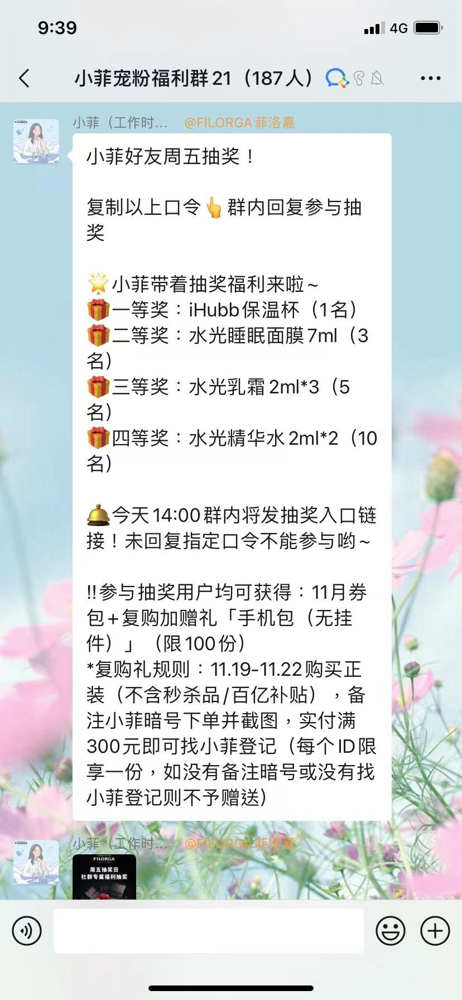 9:39
4G
小菲宠粉福利群21（187人）
小菲（工作时... @FILORGA菲洛嘉
小菲好友周五抽奖！
复制以上口令👆群内回复参与抽
奖
🌟小菲带着抽奖福利来啦~
🎁一等奖：iHubb保温杯（1名）
🎁二等奖：水光睡眠面膜7ml（3
名）
🎁三等奖：水光乳霜2ml*3（5
名）
🎁四等奖：水光精华水2ml*2（10
名）
🛎️今天14:00群内将发抽奖入口链
接！未回复指定口令不能参与哟~
‼参与抽奖用户均可获得：11月券
包+复购加赠礼「手机包（无挂
件）」（限100份）
*复购礼规则：11.19-11.22购买正
装（不含秒杀品/百亿补贴），备
注小菲暗号下单并截图，实付满
300元即可找小菲登记（每个ID限
享一份，如没有备注暗号或没有找
小菲登记则不予赠送）
小菲（工作时... @FILORGA菲洛嘉
FILORGA
周五抽奖日
社群专属福利抽奖